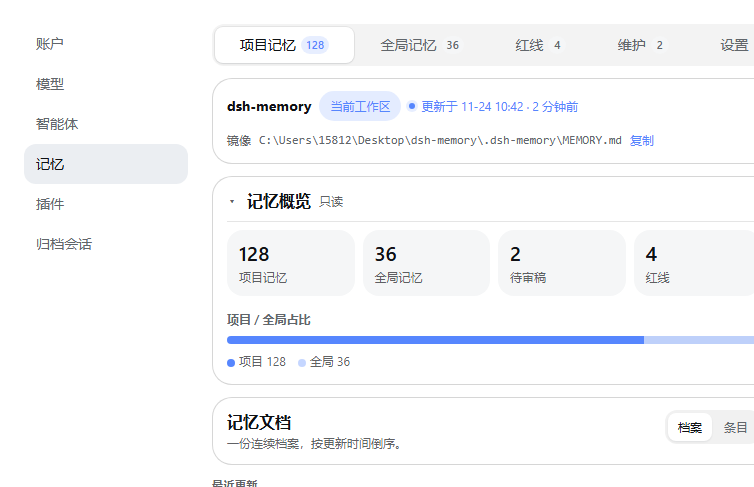 账户
模型
智能体
记忆
插件
归档会话
项目记忆 128 全局记忆 36 红线 4 维护 2 设置
dsh-memory 当前工作区 更新于 11-24 10:42 · 2 分钟前
镜像 C:\Users\15812\Desktop\dsh-memory\.dsh-memory\MEMORY.md 复制
记忆概览 只读
128 36 2 4
项目记忆 全局记忆 待审稿 红线
项目 / 全局占比
项目 128 全局 36
记忆文档 档案 条目
一份连续档案，按更新时间倒序。
最近更新